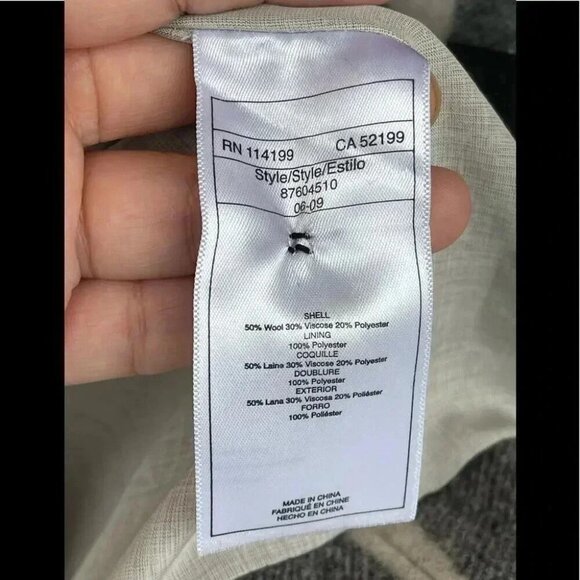 RN 114199 CA 52199
Style/Style/Estilo
87604510
06-09
SHELL
50% Wool 30% Viscose 20% Polyester
LINING
100% Polyester
COQUILLE
50% Laine 30% Viscose 20% Polyester
DOUBLURE
100% Polyester
EXTERIOR
50% Lana 30% Viscosa 20% Poliéster
FORRO
100% Poliéster
MADE IN CHINA
FABRIQUÉ EN CHINE
HECHO EN CHINA